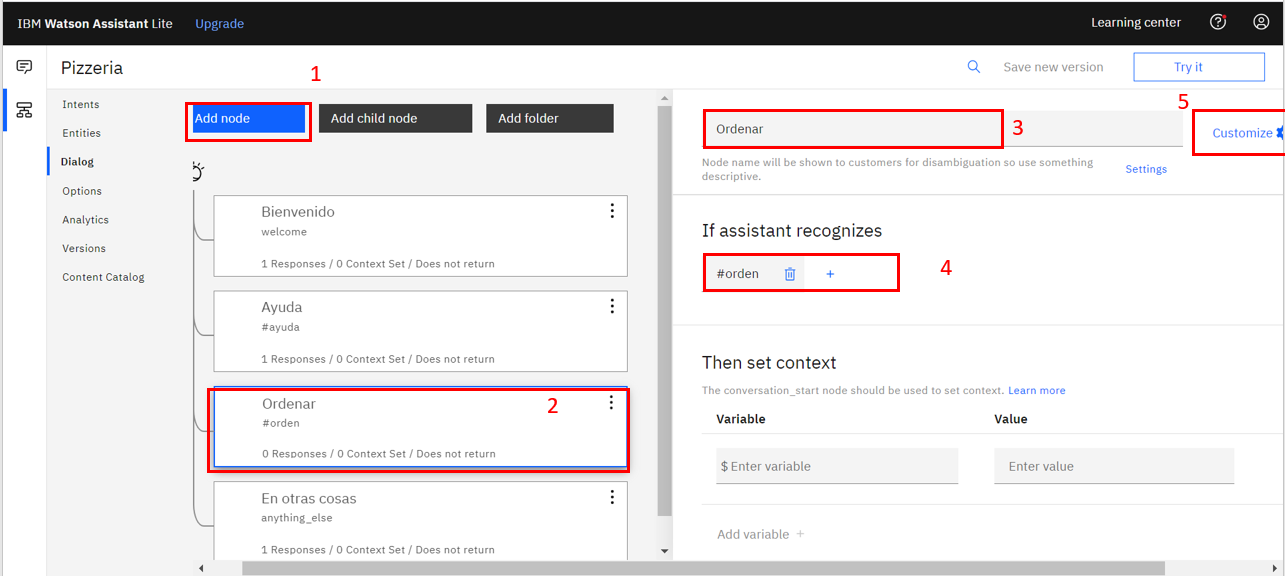 IBM Watson Assistant Lite
Upgrade
Learning center
Pizzeria
1
Save new version
Try it
Intents
Entities
Dialog
Options
Analytics
Versions
Content Catalog
Add node
Add child node
Add folder
Bienvenido
welcome
1 Responses / 0 Context Set / Does not return
Ayuda
#ayuda
1 Responses / 0 Context Set / Does not return
Ordenar
2
#orden
0 Responses / 0 Context Set / Does not return
En otras cosas
anything_else
1 Responses / 0 Context Set / Does not return
Ordenar
3
5
Customize
Node name will be shown to customers for disambiguation so use something
descriptive.
Settings
If assistant recognizes
#orden
+
4
Then set context
The conversation_start node should be used to set context. Learn more
Variable
Value
$ Enter variable
Enter value
Add variable +